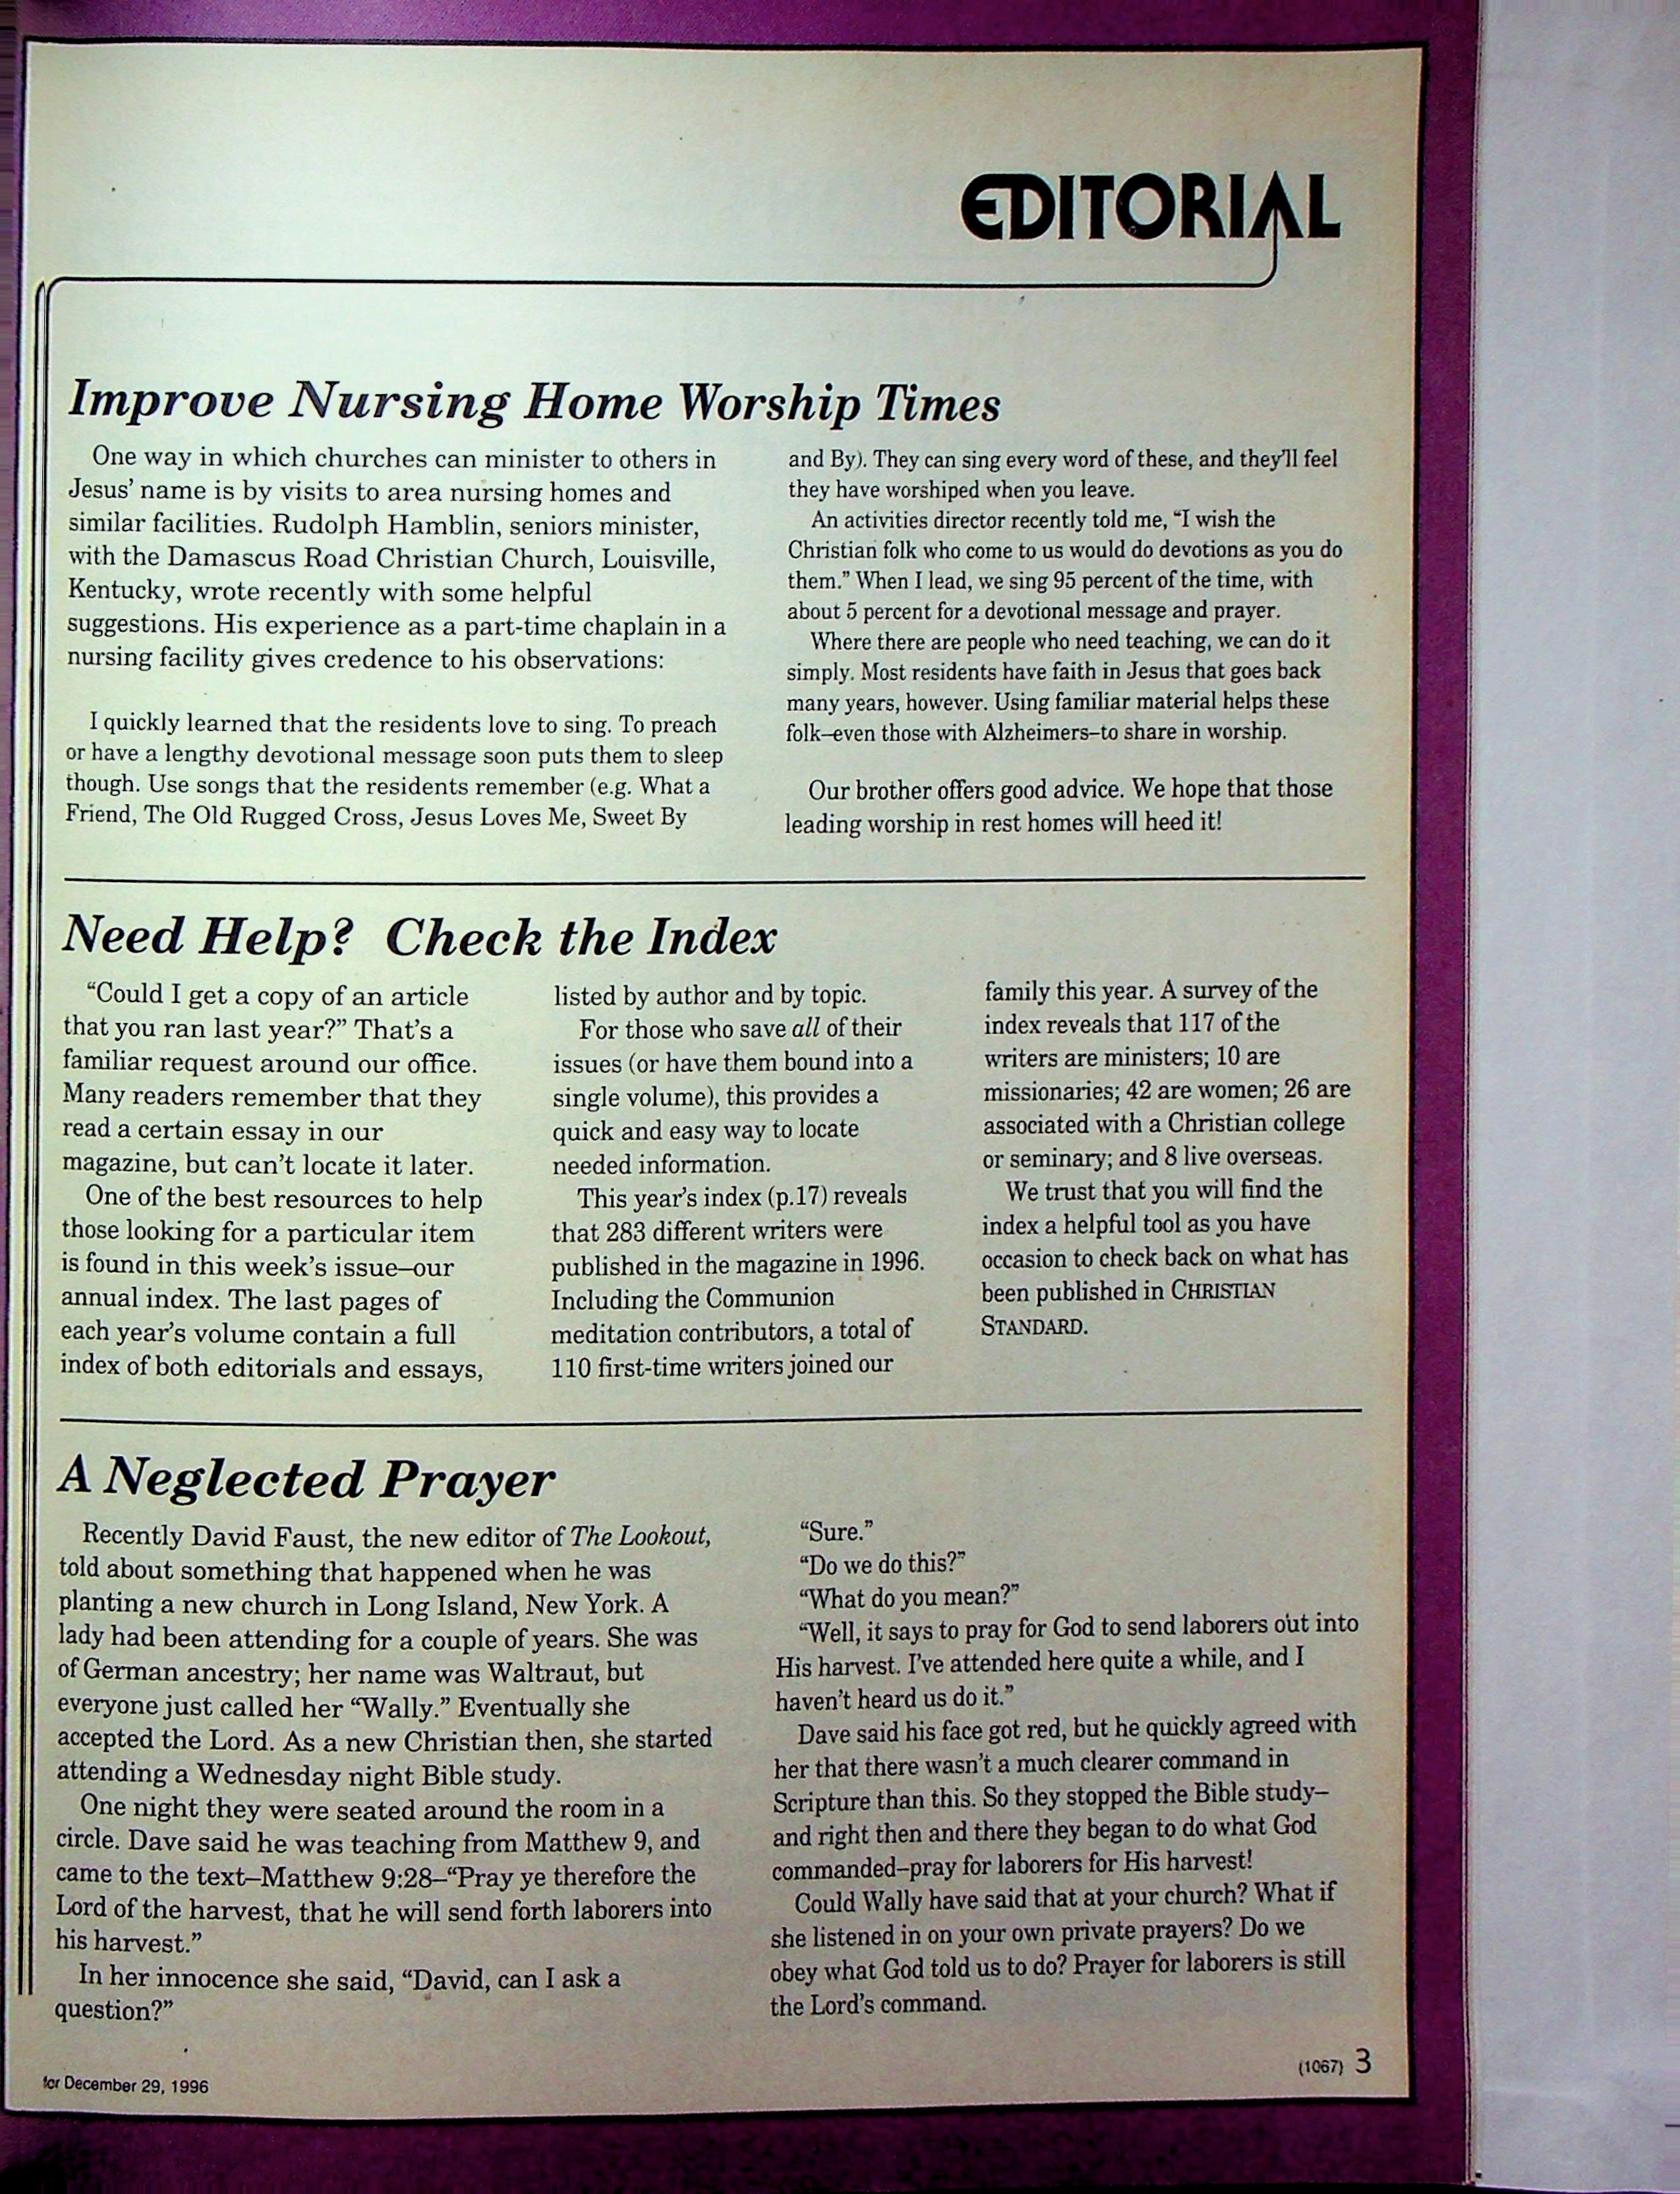 EDITORIAL
Improve Nursing Home Worship Times
One way in which churches can minister to others in
Jesus’ name is by visits to area nursing homes and
similar facilities. Rudolph Hamblin, seniors minister,
with the Damascus Road Christian Church, Louisville,
Kentucky, wrote recently with some helpful
suggestions. His experience as a part-time chaplain in a
nursing facility gives credence to his observations:
I quickly learned that the residents love to sing. To preach
or have a lengthy devotional message soon puts them to sleep
though. Use songs that the residents remember (e.g. What a
Friend, The Old Rugged Cross, Jesus Loves Me, Sweet By
and By). They can sing every word of these, and they’ll feel
they have worshiped when you leave.
An activities director recently told me, “I wish the
Christian folk who come to us would do devotions as you do
them.” When I lead, we sing 95 percent of the time, with
about 5 percent for a devotional message and prayer.
Where there are people who need teaching, we can do it
simply. Most residents have faith in Jesus that goes back
many years, however. Using familiar material helps these
folk–even those with Alzheimers–to share in worship.
Our brother offers good advice. We hope that those
leading worship in rest homes will heed it!
Need Help? Check the Index
“Could I get a copy of an article
that you ran last year?” That’s a
familiar request around our office.
Many readers remember that they
read a certain essay in our
magazine, but can’t locate it later.
One of the best resources to help
those looking for a particular item
is found in this week’s issue–our
annual index. The last pages of
each year’s volume contain a full
index of both editorials and essays,
listed by author and by topic.
For those who save all of their
issues (or have them bound into a
single volume), this provides a
quick and easy way to locate
needed information.
This year’s index (p.17) reveals
that 283 different writers were
published in the magazine in 1996.
Including the Communion
meditation contributors, a total of
110 first-time writers joined our
family this year. A survey of the
index reveals that 117 of the
writers are ministers; 10 are
missionaries; 42 are women; 26 are
associated with a Christian college
or seminary; and 8 live overseas.
We trust that you will find the
index a helpful tool as you have
occasion to check back on what has
been published in CHRISTIAN
STANDARD.
A Neglected Prayer
Recently David Faust, the new editor of The Lookout,
told about something that happened when he was
planting a new church in Long Island, New York. A
lady had been attending for a couple of years. She was
of German ancestry; her name was Waltraut, but
everyone just called her “Wally.” Eventually she
accepted the Lord. As a new Christian then, she started
attending a Wednesday night Bible study.
One night they were seated around the room in a
circle. Dave said he was teaching from Matthew 9, and
came to the text–Matthew 9:28–“Pray ye therefore the
Lord of the harvest, that he will send forth laborers into
his harvest.”
In her innocence she said, “David, can I ask a
question?”
“Sure.”
“Do we do this?”
“What do you mean?”
“Well, it says to pray for God to send laborers out into
His harvest. I’ve attended here quite a while, and I
haven’t heard us do it.”
Dave said his face got red, but he quickly agreed with
her that there wasn’t a much clearer command in
Scripture than this. So they stopped the Bible study–
and right then and there they began to do what God
commanded–pray for laborers for His harvest!
Could Wally have said that at your church? What if
she listened in on your own private prayers? Do we
obey what God told us to do? Prayer for laborers is still
the Lord’s command.
for December 29, 1996
(1067) 3